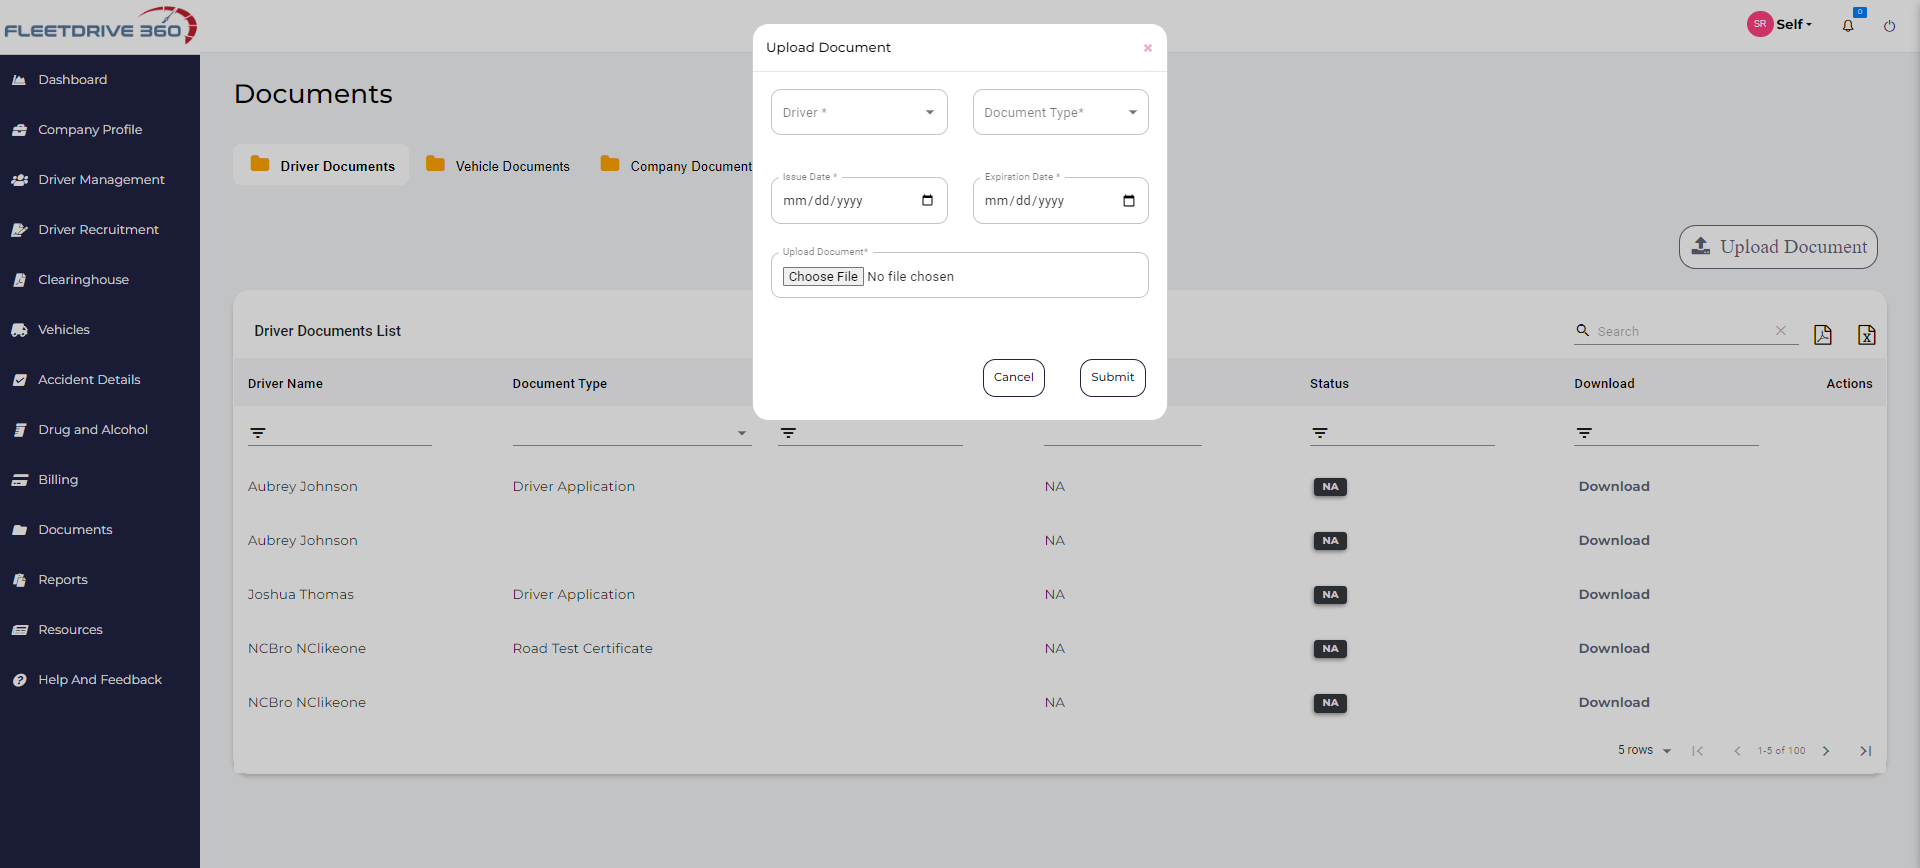 FLEETDRIVE 360
SR Self
0
Dashboard
Company Profile
Driver Management
Driver Recruitment
Clearinghouse
Vehicles
Accident Details
Drug and Alcohol
Billing
Documents
Reports
Resources
Help And Feedback
Documents
Driver Documents Vehicle Documents Company Document
Upload Document
Upload Document ×
Driver * Document Type*
Issue Date * Expiration Date *
mm/dd/yyyy mm/dd/yyyy
Upload Document*
Choose File No file chosen
Cancel Submit
Driver Documents List Search
Driver Name Document Type Status Download Actions
Aubrey Johnson Driver Application NA NA Download
Aubrey Johnson NA NA Download
Joshua Thomas Driver Application NA NA Download
NCBro NClikeone Road Test Certificate NA NA Download
NCBro NClikeone NA NA Download
5 rows 1-5 of 100